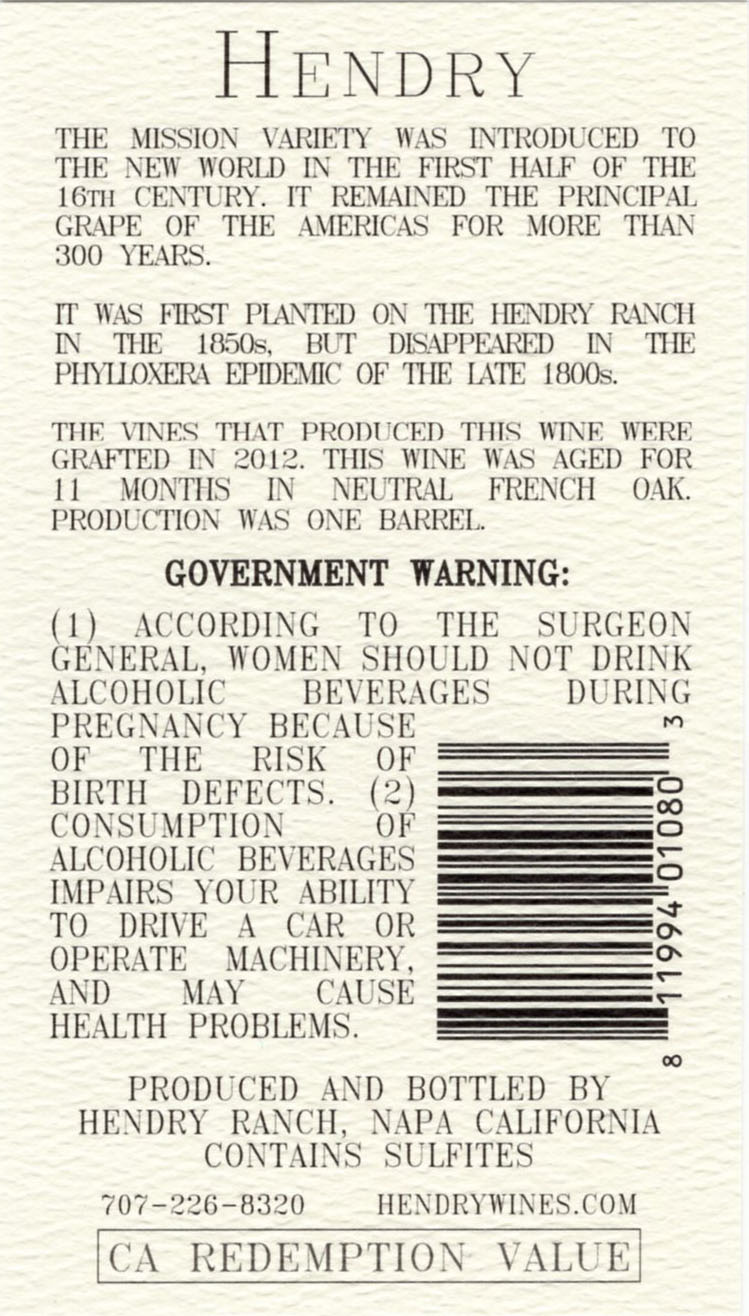 HENDRY
THE MISSION VARIETY WAS INTRODUCED TO
THE NEW WORLD IN THE FIRST HALF OF THE
16TH CENTURY. IT REMAINED THE PRINCIPAL
GRAPE OF THE AMERICAS FOR MORE THAN
300 YEARS.
IT WAS FIRST PLANTED ON THE HENDRY RANCH
IN THE 1850s, BUT DISAPPEARED IN THE
PHYLLOXERA EPIDEMIC OF THE LATE 1800s.
THE VINES THAT PRODUCED THIS WINE WERE
GRAFTED IN 2012. THIS WINE WAS AGED FOR
11 MONTHS IN NEUTRAL FRENCH OAK.
PRODUCTION WAS ONE BARREL.
GOVERNMENT WARNING:
(1) ACCORDING TO THE SURGEON
GENERAL, WOMEN SHOULD NOT DRINK
ALCOHOLIC BEVERAGES DURING
PREGNANCY BECAUSE
OF THE RISK OF
BIRTH DEFECTS. (2)
CONSUMPTION OF
ALCOHOLIC BEVERAGES
IMPAIRS YOUR ABILITY
TO DRIVE A CAR OR
OPERATE MACHINERY,
AND MAY CAUSE
HEALTH PROBLEMS.
8 11994 01080 3
PRODUCED AND BOTTLED BY
HENDRY RANCH, NAPA CALIFORNIA
CONTAINS SULFITES
707-226-8320 HENDRYWINES.COM
CA REDEMPTION VALUE